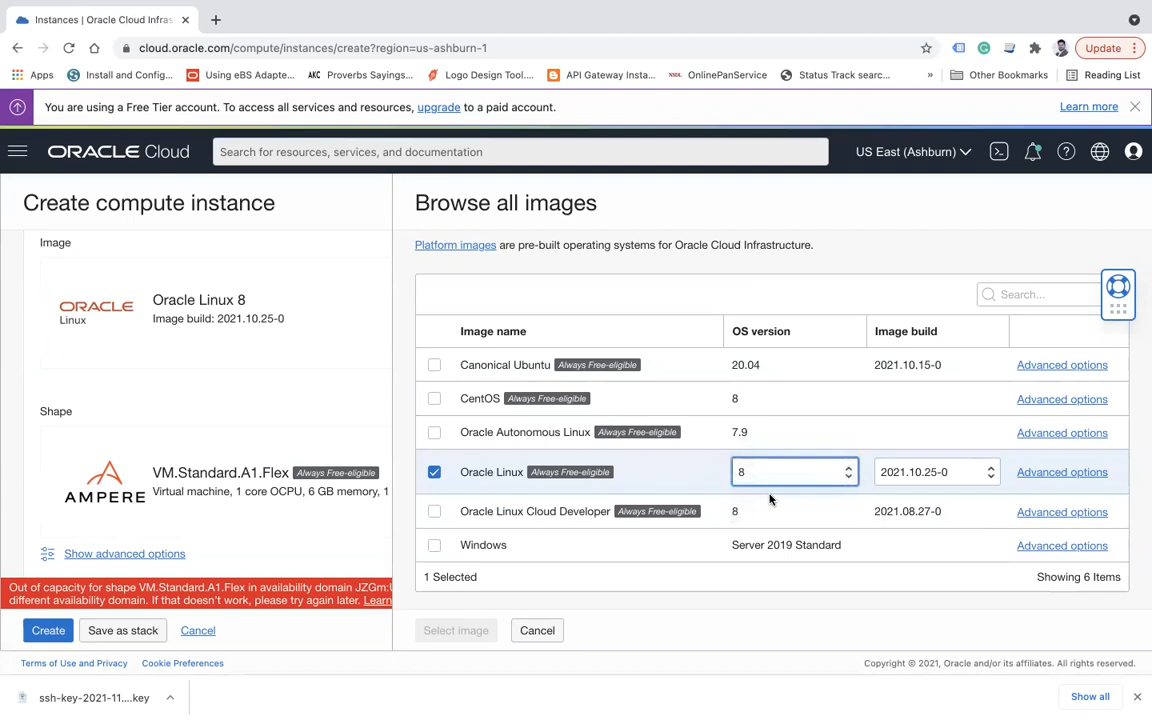 Instances | Oracle Cloud Infras
cloud.oracle.com/compute/instances/create?region=us-ashburn-1
Update
Apps
Install and Config...
Using eBS Adapte...
AKC Proverbs Sayings...
Logo Design Tool....
API Gateway Insta...
OnlinePanService
Status Track searc...
»
Other Bookmarks
Reading List
You are using a Free Tier account. To access all services and resources, upgrade to a paid account.
Learn more
ORACLE Cloud
Search for resources, services, and documentation
US East (Ashburn)
Create compute instance
Image
ORACLE
Linux
Oracle Linux 8
Image build: 2021.10.25-0
Shape
AMPERE
VM.Standard.A1.Flex Always Free-eligible
Virtual machine, 1 core OCPU, 6 GB memory, 1
Show advanced options
Out of capacity for shape VM.Standard.A1.Flex in availability domain JZGm:
different availability domain. If that doesn't work, please try again later. Learn
Create
Save as stack
Cancel
Browse all images
Platform images are pre-built operating systems for Oracle Cloud Infrastructure.
Search...
Image name OS version Image build
Canonical Ubuntu Always Free-eligible 20.04 2021.10.15-0 Advanced options
CentOS Always Free-eligible 8 Advanced options
Oracle Autonomous Linux Always Free-eligible 7.9 Advanced options
Oracle Linux Always Free-eligible 8 2021.10.25-0 Advanced options
Oracle Linux Cloud Developer Always Free-eligible 8 2021.08.27-0 Advanced options
Windows Server 2019 Standard Advanced options
1 Selected
Showing 6 Items
Select image
Cancel
Terms of Use and Privacy
Cookie Preferences
Copyright © 2021, Oracle and/or its affiliates. All rights reserved.
ssh-key-2021-11....key
Show all